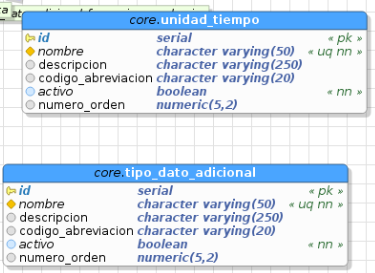 core.unidad_tiempo
id serial « pk »
nombre character varying(50) « uq nn »
descripcion character varying(250)
codigo_abreviacion character varying(20)
activo boolean « nn »
numero_orden numeric(5,2)
core.tipo_dato_adicional
id serial « pk »
nombre character varying(50) « uq nn »
descripcion character varying(250)
codigo_abreviacion character varying(20)
activo boolean « nn »
numero_orden numeric(5,2)